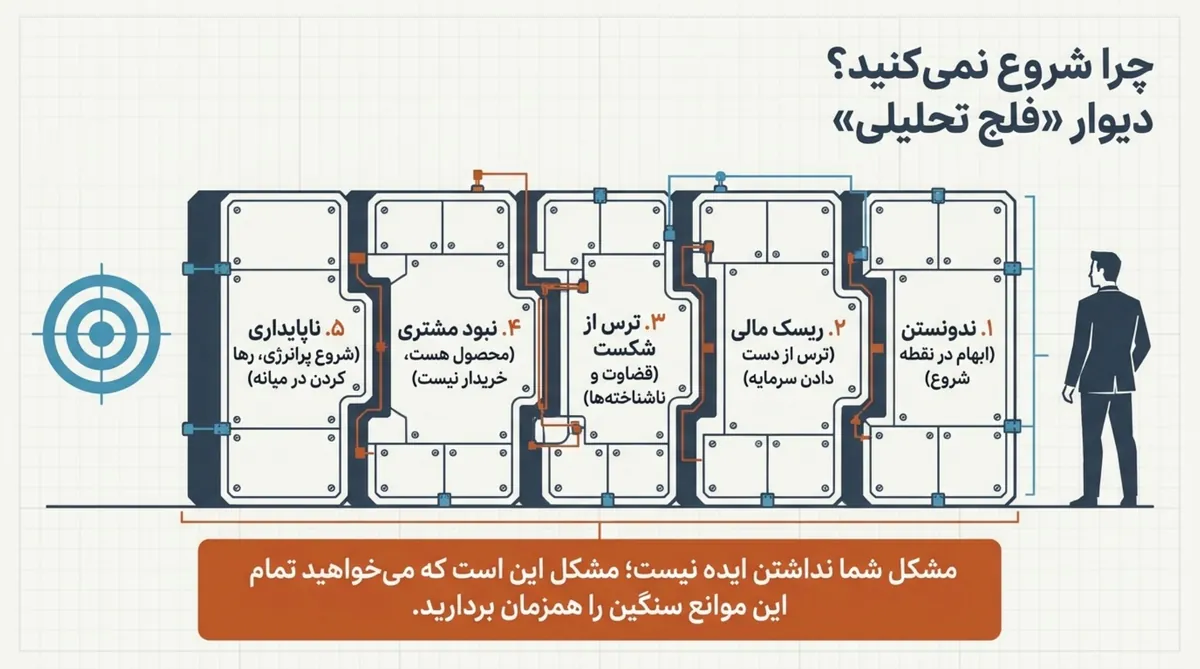 چرا شروع نمی‌کنید؟
دیوار «فلج تحلیلی»
۱. ندونستن
(ابهام در نقطه
شروع)
۲. ریسک مالی
(ترس از دست
دادن سرمایه)
۳. ترس از
شکست
(قضاوت و
ناشناخته‌ها)
۴. نبود مشتری
(محصول هست،
خریدار نیست)
۵. ناپایداری
(شروع پرانرژی، رها
کردن در میانه)
مشکل شما نداشتن ایده نیست؛ مشکل این است که می‌خواهید تمام
این موانع سنگین را همزمان بردارید.